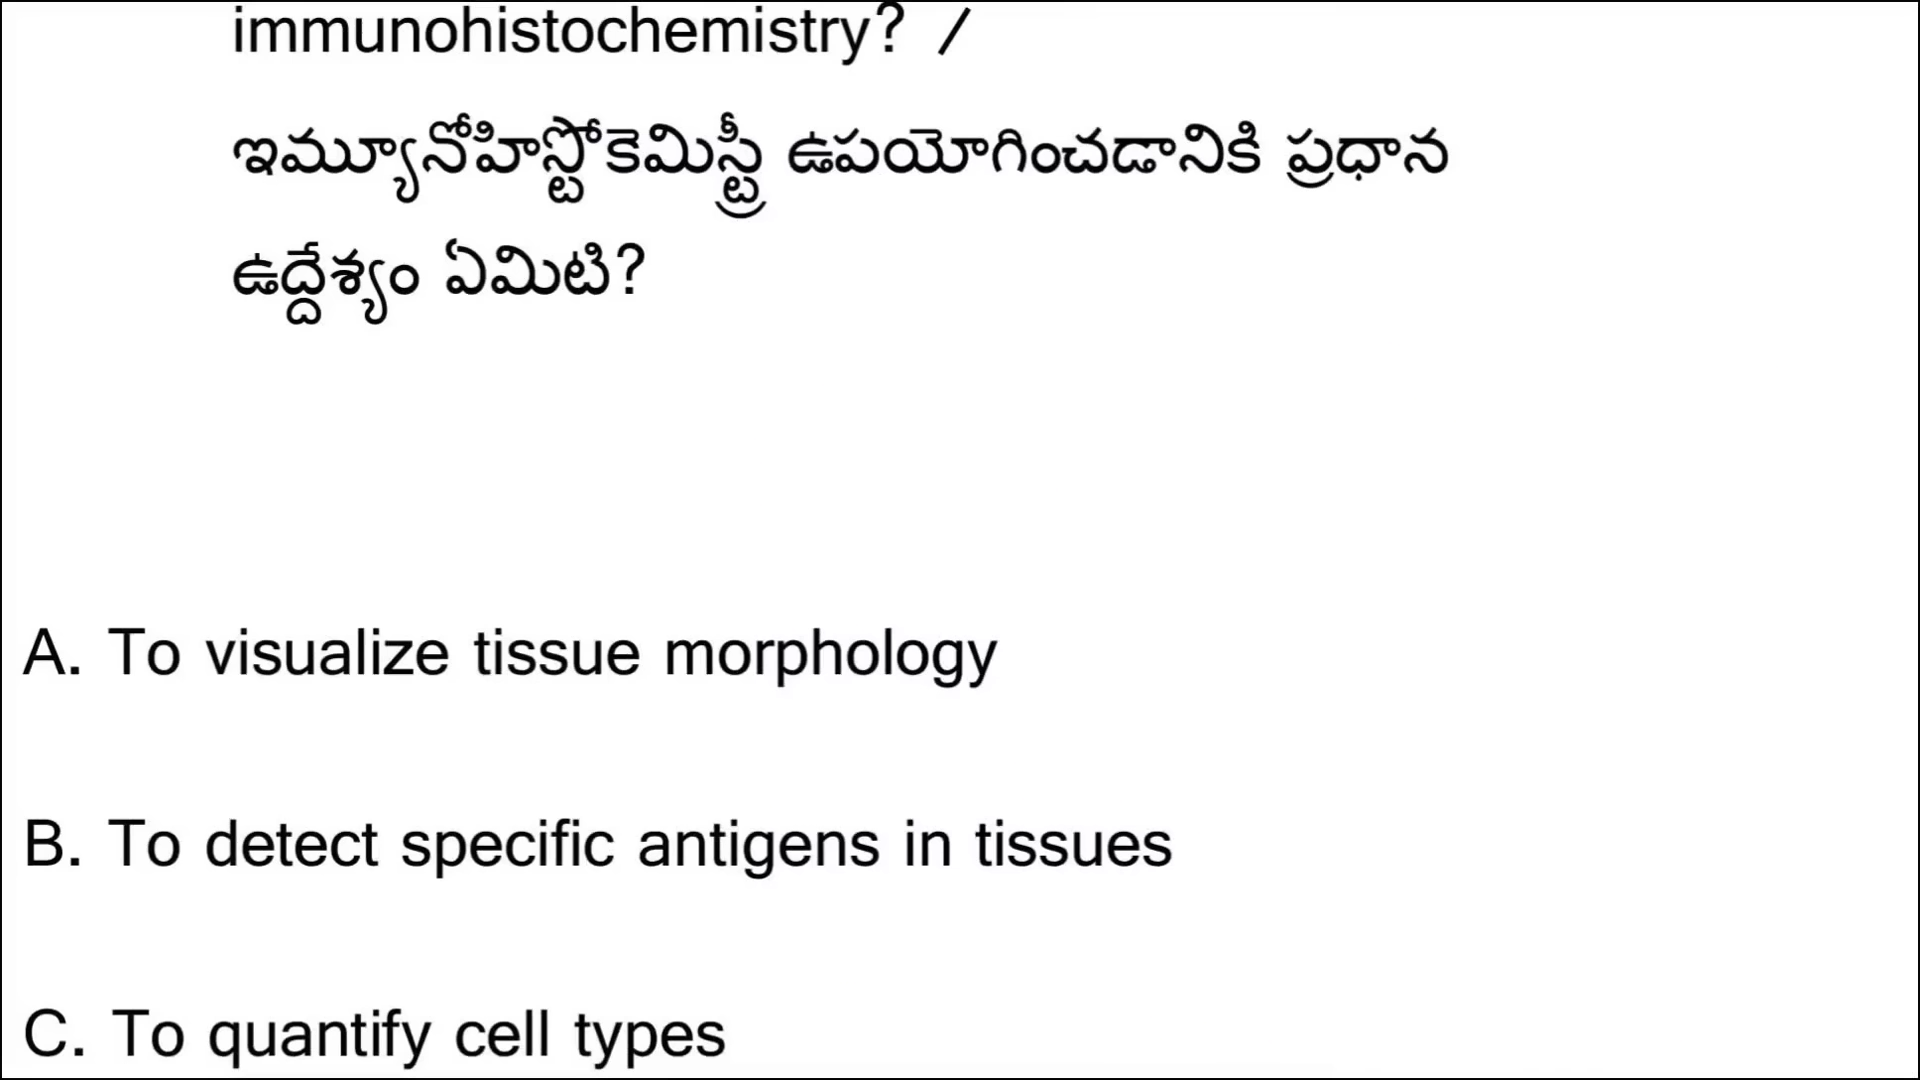 immunohistochemistry? /
ఇమ్యూనోహిస్టోకెమిస్ట్రీ ఉపయోగించడానికి ప్రధాన
ఉద్దేశ్యం ఏమిటి?
A. To visualize tissue morphology
B. To detect specific antigens in tissues
C. To quantify cell types